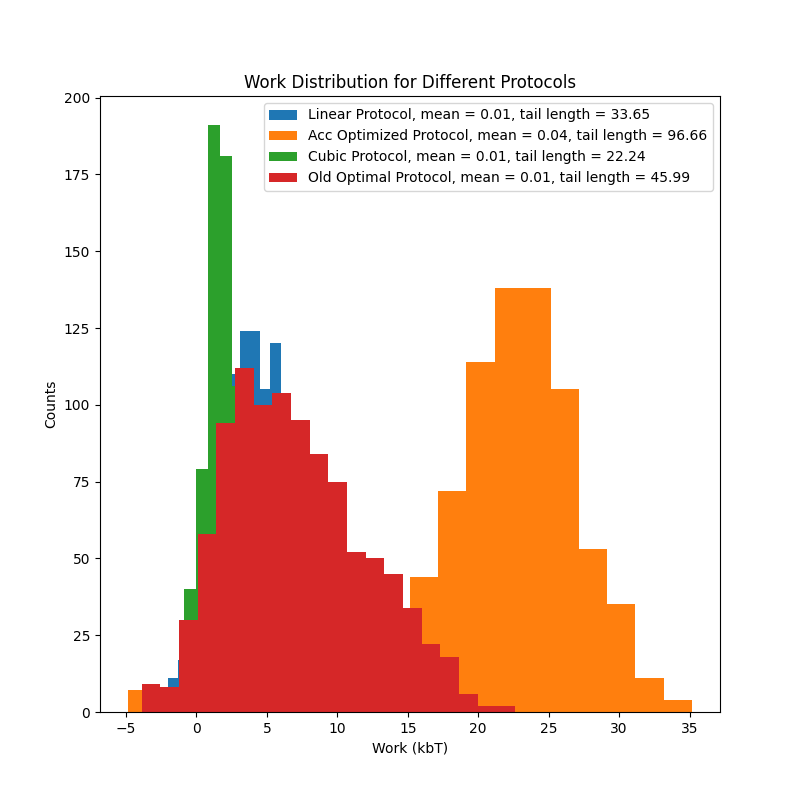 Work Distribution for Different Protocols
Linear Protocol, mean = 0.01, tail length = 33.65
Acc Optimized Protocol, mean = 0.04, tail length = 96.66
Cubic Protocol, mean = 0.01, tail length = 22.24
Old Optimal Protocol, mean = 0.01, tail length = 45.99
200
175
150
125
100
75
50
25
0
Counts
−5 0 5 10 15 20 25 30 35
Work (kbT)